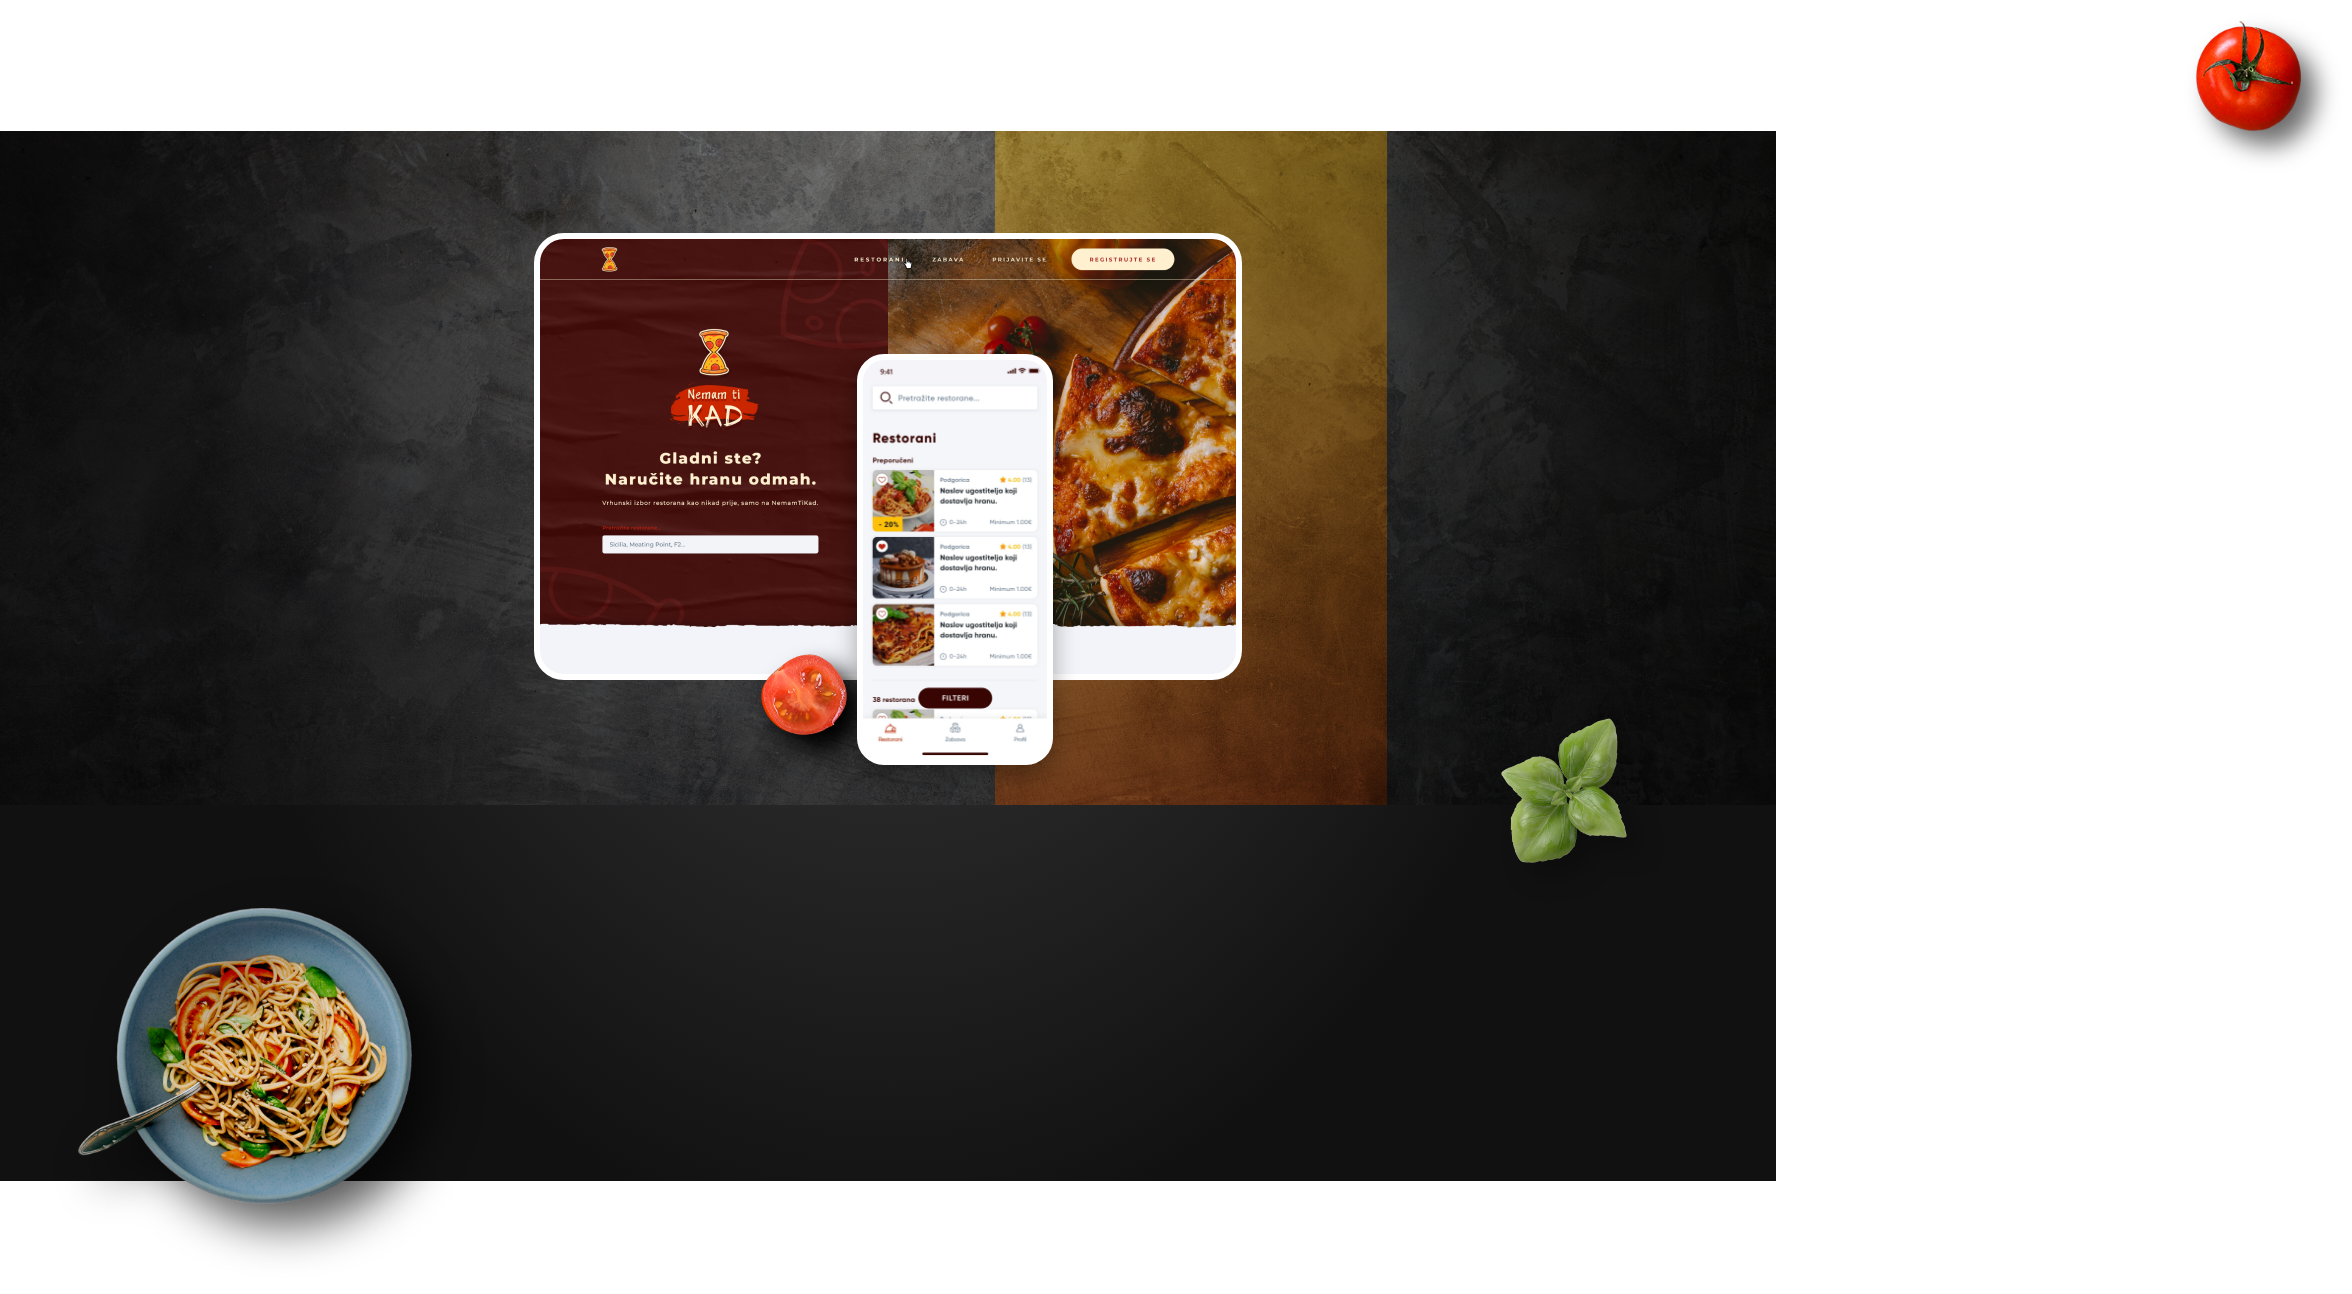 RESTORANI
ZABAVA
PRIJAVITE SE
REGISTRUJTE SE
Nemam ti
KAD
Gladni ste?
Naručite hranu odmah.
Vrhunski izbor restorana kao nikad prije, samo na NemamTiKad.
Sicilia, Meating Point, F2...
9:41
Pretražite restorane...
Restorani
Preporučeni
Podgorica
4.00 (13)
Naslov ugostitelja koji
dostavlja hranu.
- 20%
0-24h
Minimum 1.00€
Podgorica
4.00 (13)
Naslov ugostitelja koji
dostavlja hranu.
0-24h
Minimum 1.00€
Podgorica
4.00 (13)
Naslov ugostitelja koji
dostavlja hranu.
0-24h
Minimum 1.00€
38 restorana
FILTERI
Restorani
Zabava
Profil